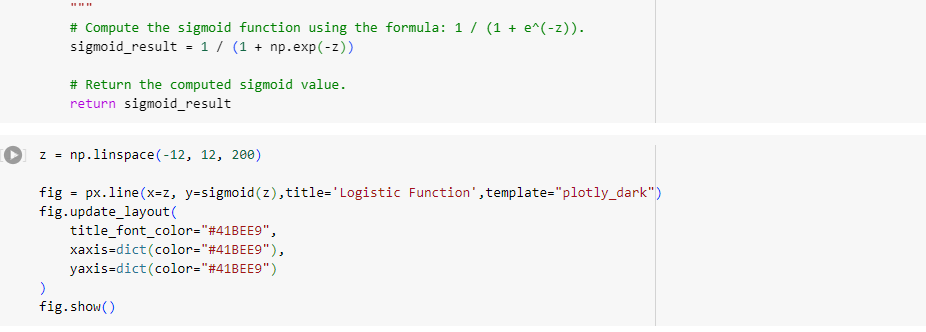 """
# Compute the sigmoid function using the formula: 1 / (1 + e^(-z)).
sigmoid_result = 1 / (1 + np.exp(-z))
# Return the computed sigmoid value.
return sigmoid_result
z = np.linspace(-12, 12, 200)
fig = px.line(x=z, y=sigmoid(z),title='Logistic Function',template="plotly_dark")
fig.update_layout(
title_font_color="#41BEE9",
xaxis=dict(color="#41BEE9"),
yaxis=dict(color="#41BEE9")
)
fig.show()